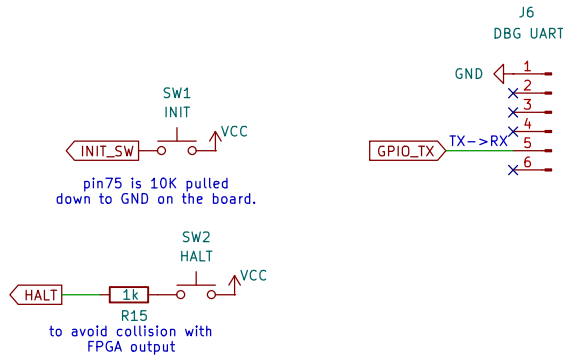 J6
DBG UART
GND
1
2
3
4
5
6
SW1
INIT
VCC
INIT_SW
GPIO_TX
TX->RX
pin75 is 10K pulled
down to GND on the board.
SW2
HALT
VCC
HALT
1k
R15
to avoid collision with
FPGA output